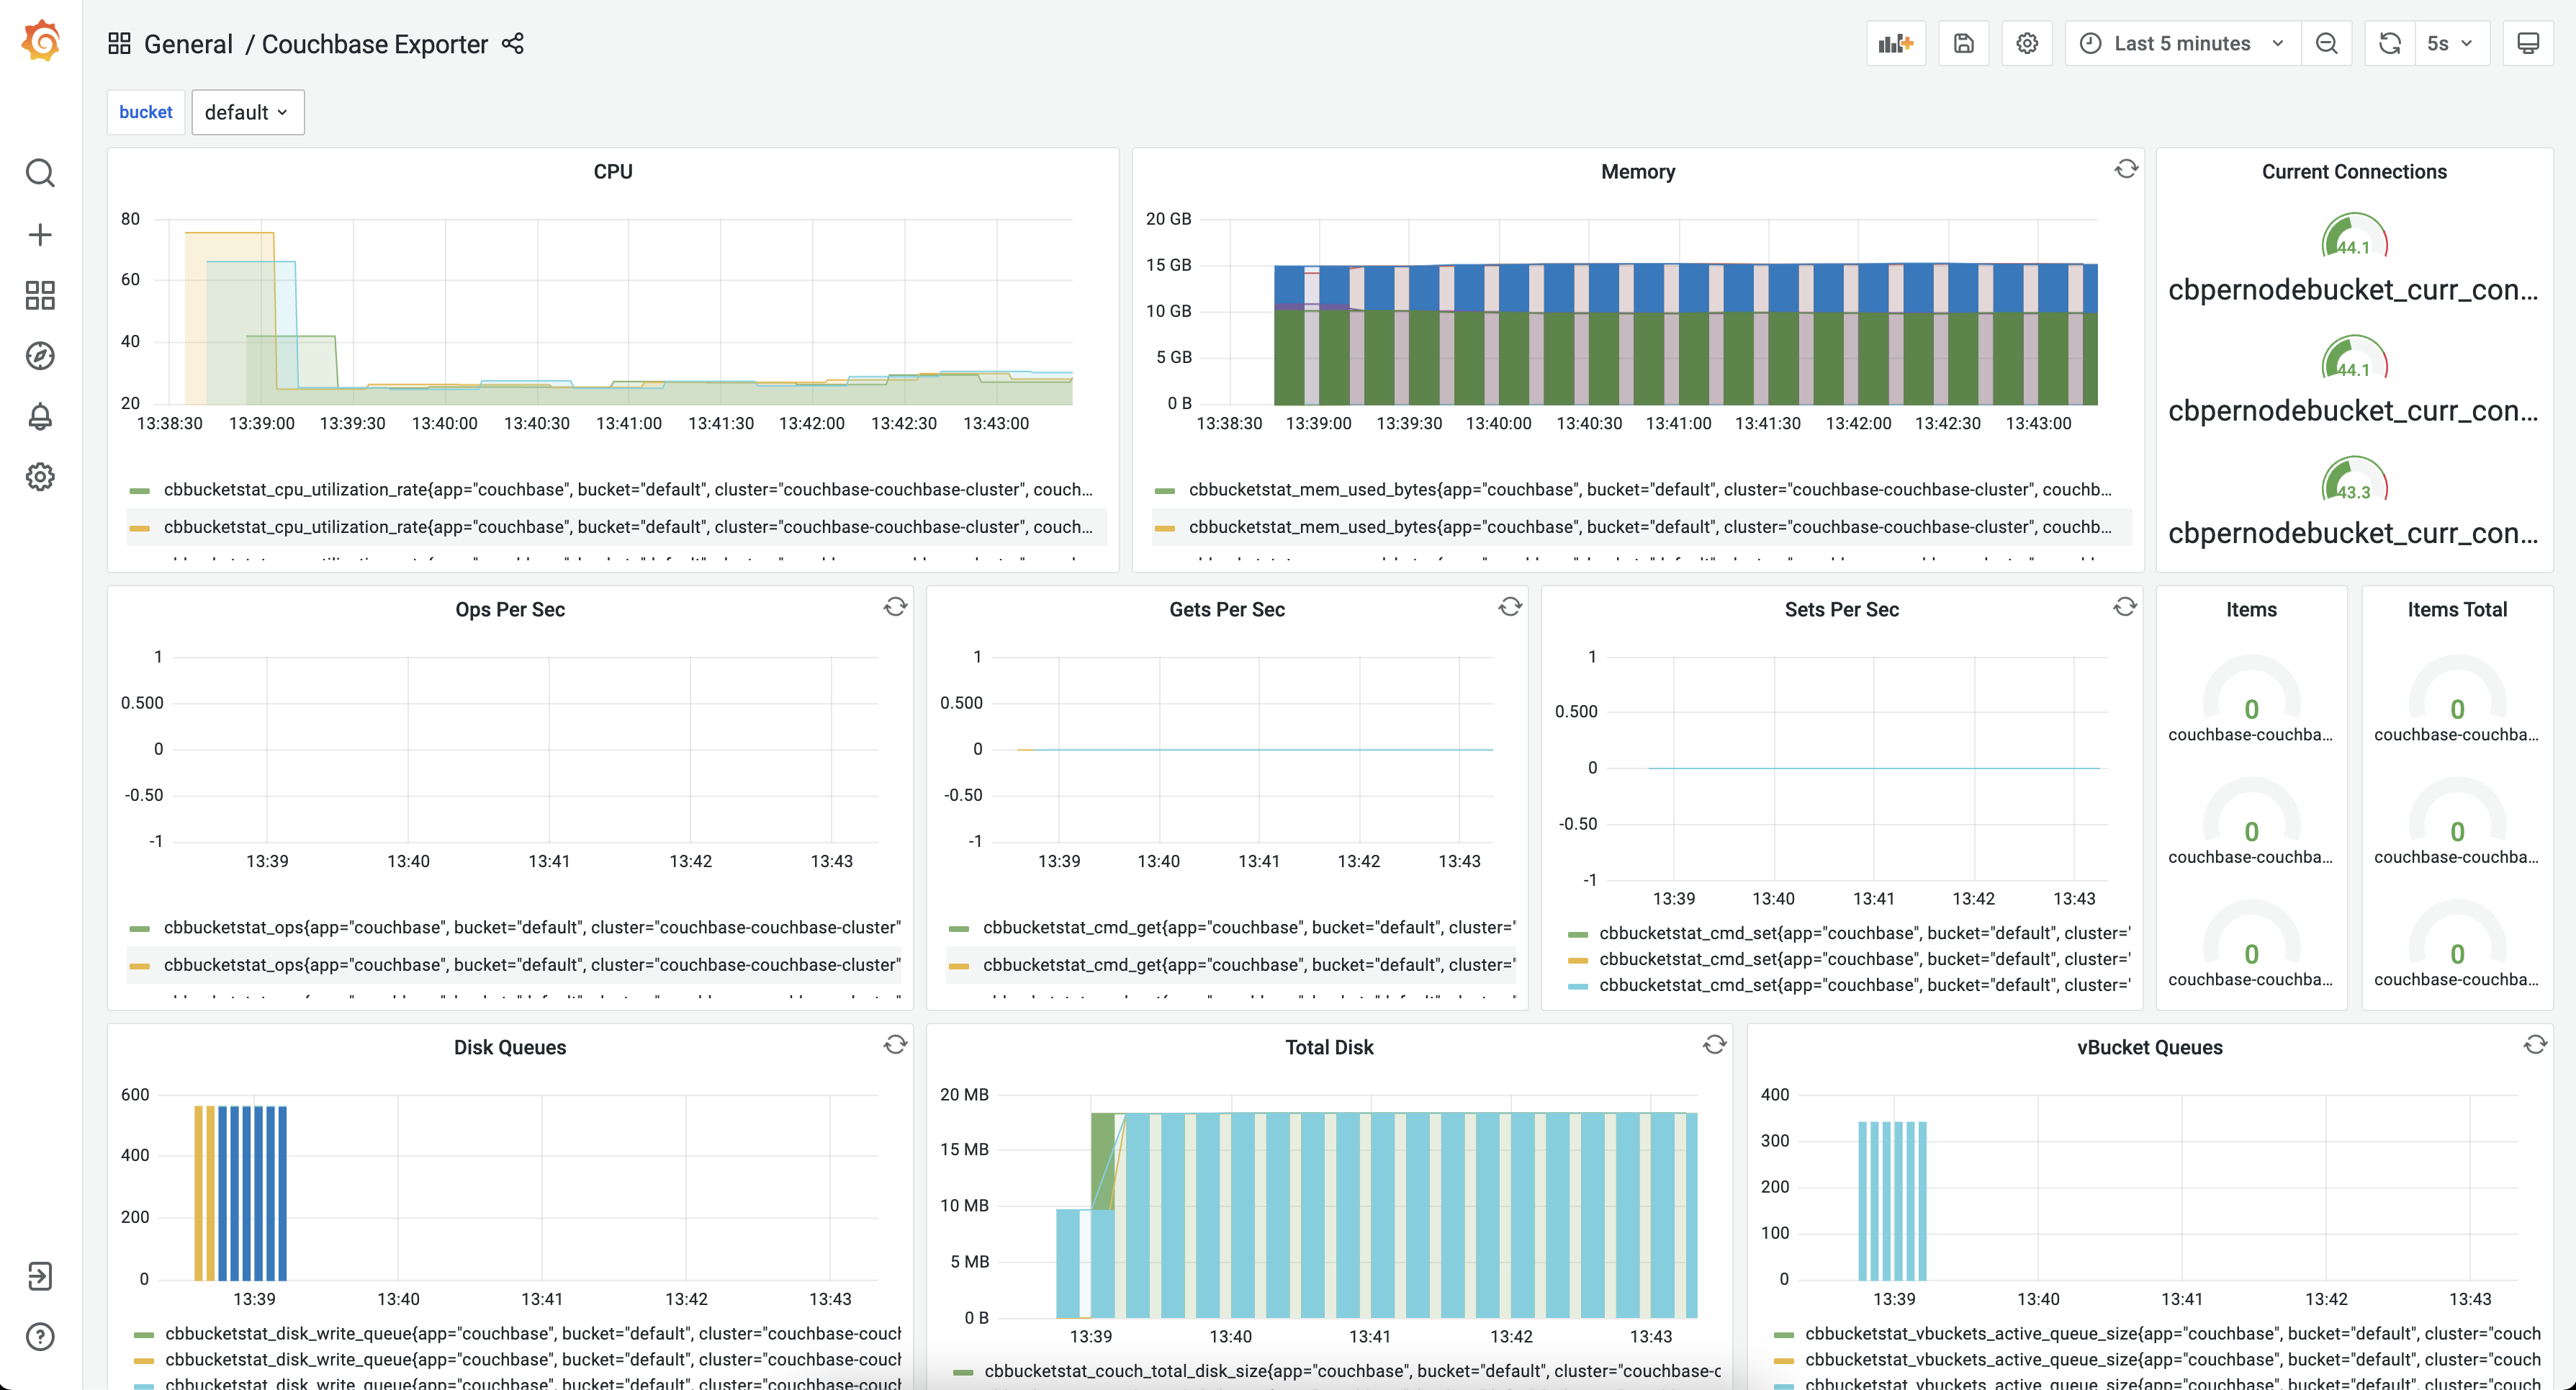 General / Couchbase Exporter
Last 5 minutes
5s
bucket
default
CPU
80
60
40
20
13:38:30 13:39:00 13:39:30 13:40:00 13:40:30 13:41:00 13:41:30 13:42:00 13:42:30 13:43:00
cbbucketstat_cpu_utilization_rate{app="couchbase", bucket="default", cluster="couchbase-couchbase-cluster", couch...
cbbucketstat_cpu_utilization_rate{app="couchbase", bucket="default", cluster="couchbase-couchbase-cluster", couch...
Memory
20 GB
15 GB
10 GB
5 GB
0 B
13:38:30 13:39:00 13:39:30 13:40:00 13:40:30 13:41:00 13:41:30 13:42:00 13:42:30 13:43:00
cbbucketstat_mem_used_bytes{app="couchbase", bucket="default", cluster="couchbase-couchbase-cluster", couchb...
cbbucketstat_mem_used_bytes{app="couchbase", bucket="default", cluster="couchbase-couchbase-cluster", couchb...
Current Connections
44.1
cbpernodebucket_curr_con...
44.1
cbpernodebucket_curr_con...
43.3
cbpernodebucket_curr_con...
Ops Per Sec
1
0.500
0
-0.50
-1
13:39 13:40 13:41 13:42 13:43
cbbucketstat_ops{app="couchbase", bucket="default", cluster="couchbase-couchbase-cluster"
cbbucketstat_ops{app="couchbase", bucket="default", cluster="couchbase-couchbase-cluster"
Gets Per Sec
1
0.500
0
-0.50
-1
13:39 13:40 13:41 13:42 13:43
cbbucketstat_cmd_get{app="couchbase", bucket="default", cluster="
cbbucketstat_cmd_get{app="couchbase", bucket="default", cluster="
Sets Per Sec
1
0.500
0
-0.50
-1
13:39 13:40 13:41 13:42 13:43
cbbucketstat_cmd_set{app="couchbase", bucket="default", cluster='
cbbucketstat_cmd_set{app="couchbase", bucket="default", cluster='
cbbucketstat_cmd_set{app="couchbase", bucket="default", cluster='
Items
0
couchbase-couchba...
0
couchbase-couchba...
0
couchbase-couchba...
Items Total
0
couchbase-couchba...
0
couchbase-couchba...
0
couchbase-couchba...
Disk Queues
600
400
200
0
13:39 13:40 13:41 13:42 13:43
cbbucketstat_disk_write_queue{app="couchbase", bucket="default", cluster="couchbase-couch
cbbucketstat_disk_write_queue{app="couchbase", bucket="default", cluster="couchbase-couch
cbbucketstat_disk_write_queue{app="couchbase", bucket="default", cluster="couchbase-couch
Total Disk
20 MB
15 MB
10 MB
5 MB
0 B
13:39 13:40 13:41 13:42 13:43
cbbucketstat_couch_total_disk_size{app="couchbase", bucket="default", cluster="couchbase-c
vBucket Queues
400
300
200
100
0
13:39 13:40 13:41 13:42 13:43
cbbucketstat_vbuckets_active_queue_size{app="couchbase", bucket="default", cluster="couch
cbbucketstat_vbuckets_active_queue_size{app="couchbase", bucket="default", cluster="couch
cbbucketstat_vbuckets_active_queue_size{app="couchbase", bucket="default", cluster="couch